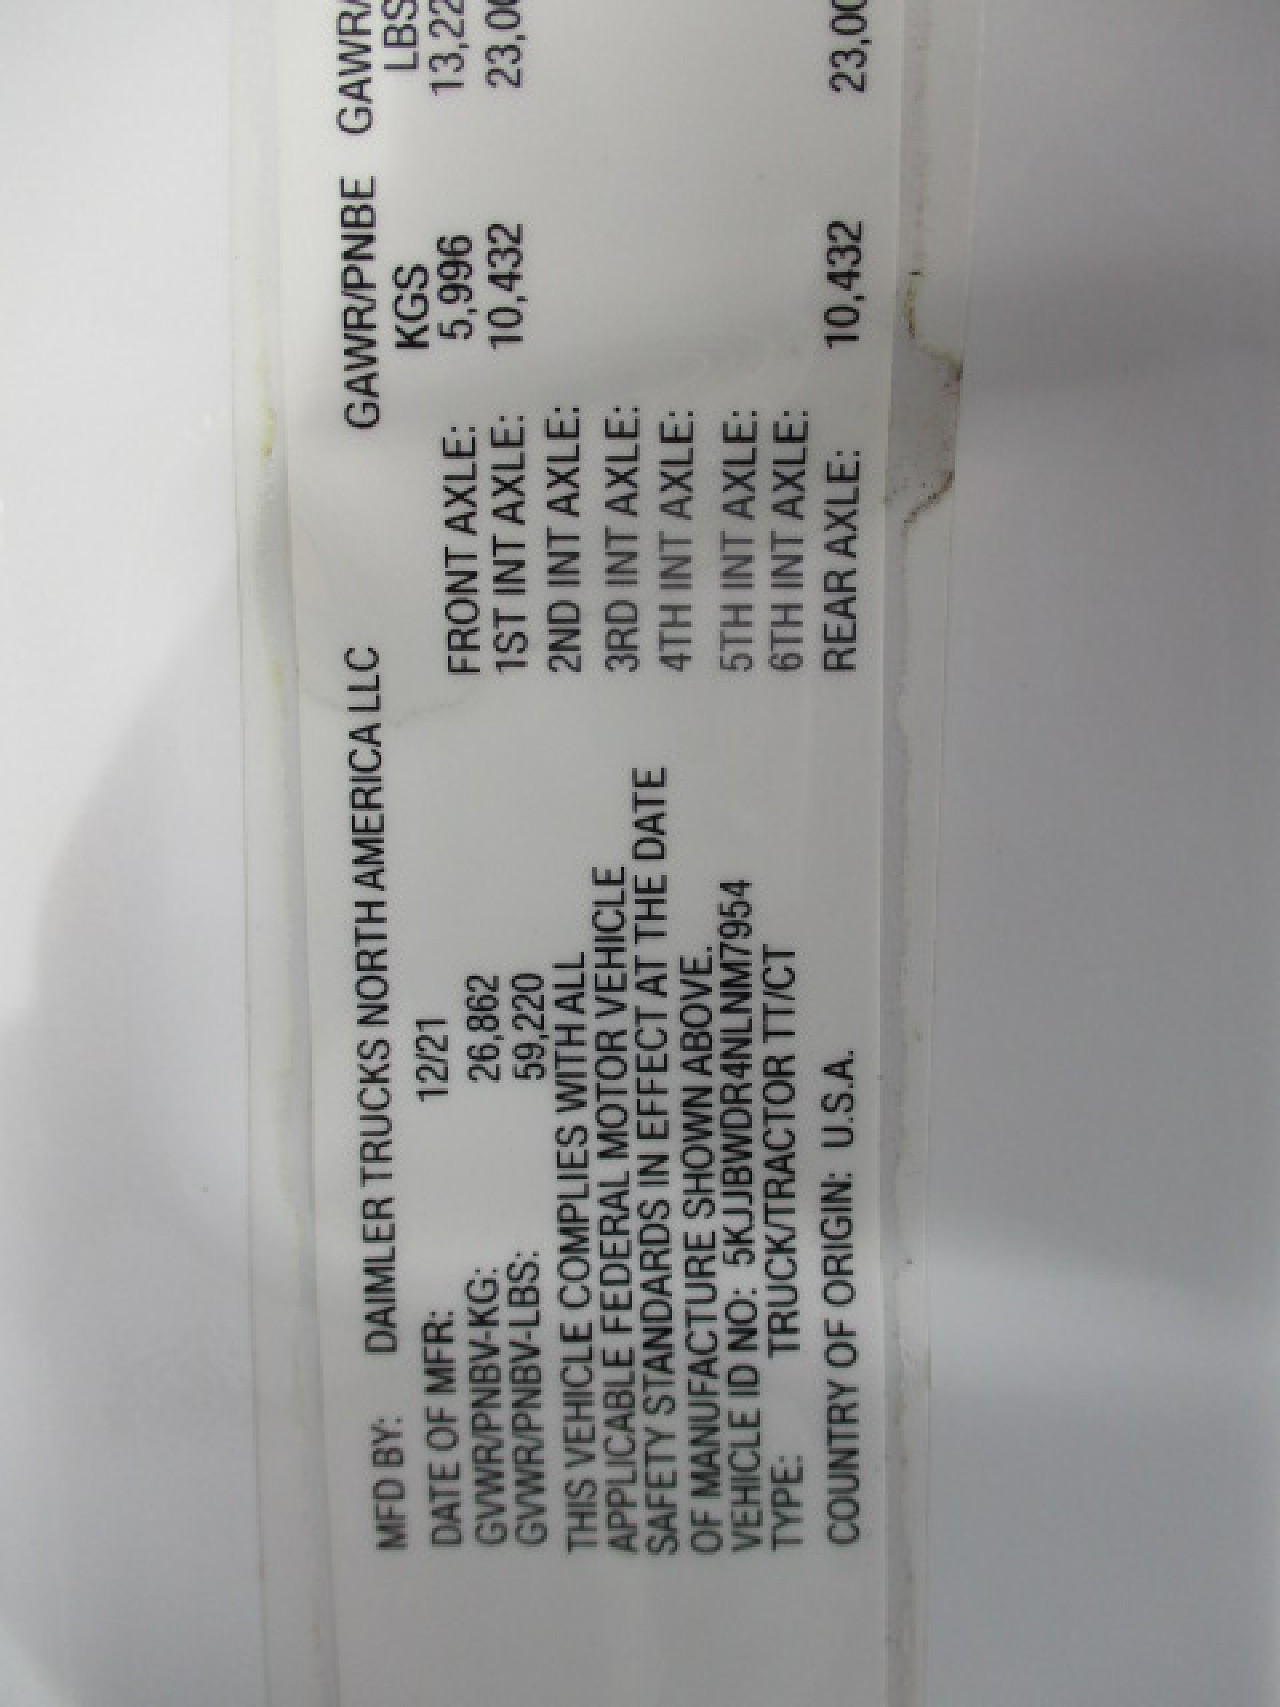 MFD BY: DAIMLER TRUCKS NORTH AMERICA LLC
DATE OF MFR: 12/21
GVWR/PNBV-KG: 26,862
GVWR/PNBV-LBS: 59,220
THIS VEHICLE COMPLIES WITH ALL
APPLICABLE FEDERAL MOTOR VEHICLE
SAFETY STANDARDS IN EFFECT AT THE DATE
OF MANUFACTURE SHOWN ABOVE.
VEHICLE ID NO: 5KJJBWDR4NLNM7954
TYPE: TRUCK/TRACTOR TT/CT
COUNTRY OF ORIGIN: U.S.A.
GAWR/PNBE GAWR/
KGS LBS
FRONT AXLE: 5,996 13,22
1ST INT AXLE: 10,432 23,00
2ND INT AXLE:
3RD INT AXLE:
4TH INT AXLE:
5TH INT AXLE:
6TH INT AXLE:
REAR AXLE: 10,432 23,00